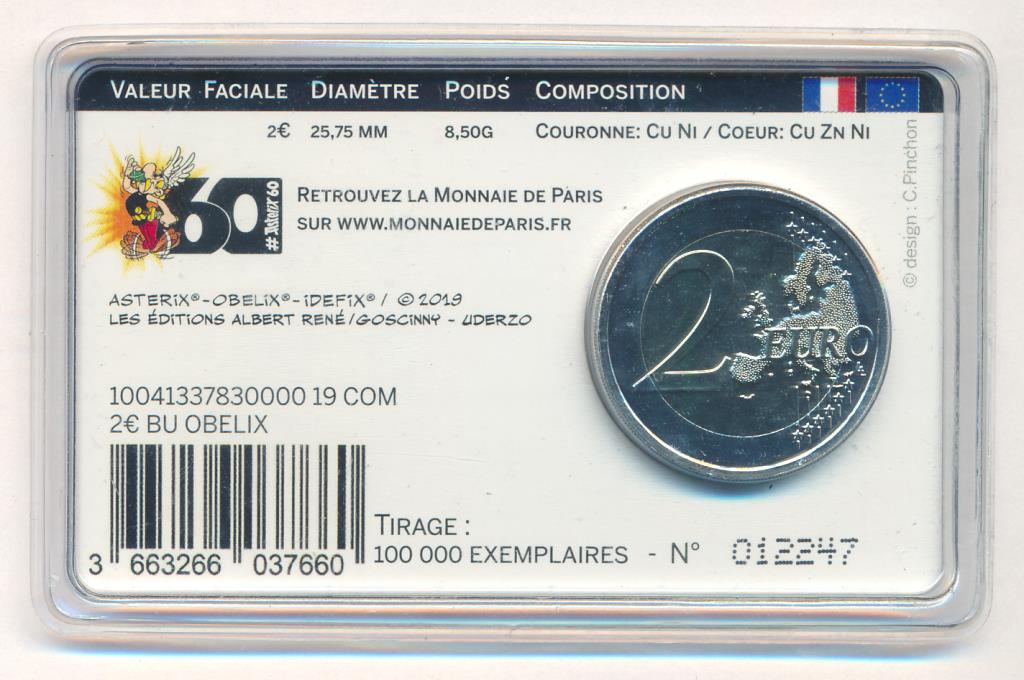 VALEUR FACIALE DIAMÈTRE POIDS COMPOSITION
2€ 25,75 MM 8,50G COURONNE: CU NI / COEUR: CU ZN NI
60
#Asterix60
RETROUVEZ LA MONNAIE DE PARIS
SUR WWW.MONNAIEDEPARIS.FR
© design : C.Pinchon
2 EURO
ASTERIX®-OBELIX®-IDEFIX® / © 2019
LES ÉDITIONS ALBERT RENÉ/GOSCINNY - UDERZO
10041337830000 19 COM
2€ BU OBELIX
3 663266 037660
TIRAGE :
100 000 EXEMPLAIRES - N° 012247